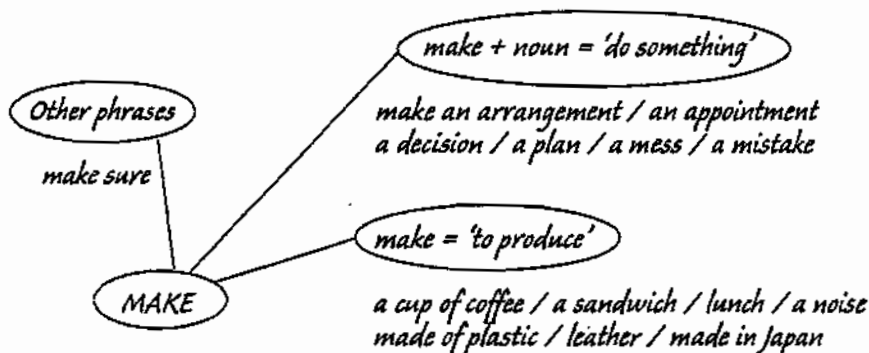 make + noun = 'do something'
Other phrases
make an arrangement / an appointment
a decision / a plan / a mess / a mistake
make sure
make = 'to produce'
MAKE
a cup of coffee / a sandwich / lunch / a noise
made of plastic / leather / made in Japan